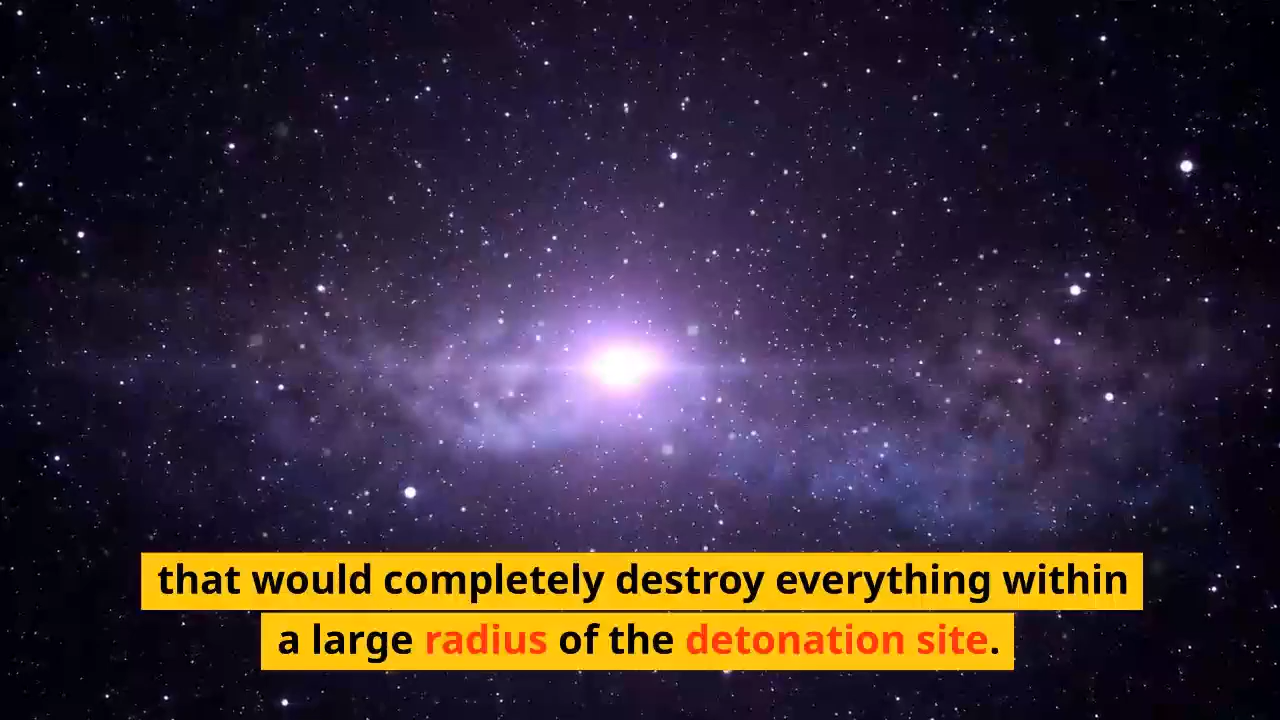 that would completely destroy everything within
a large radius of the detonation site.